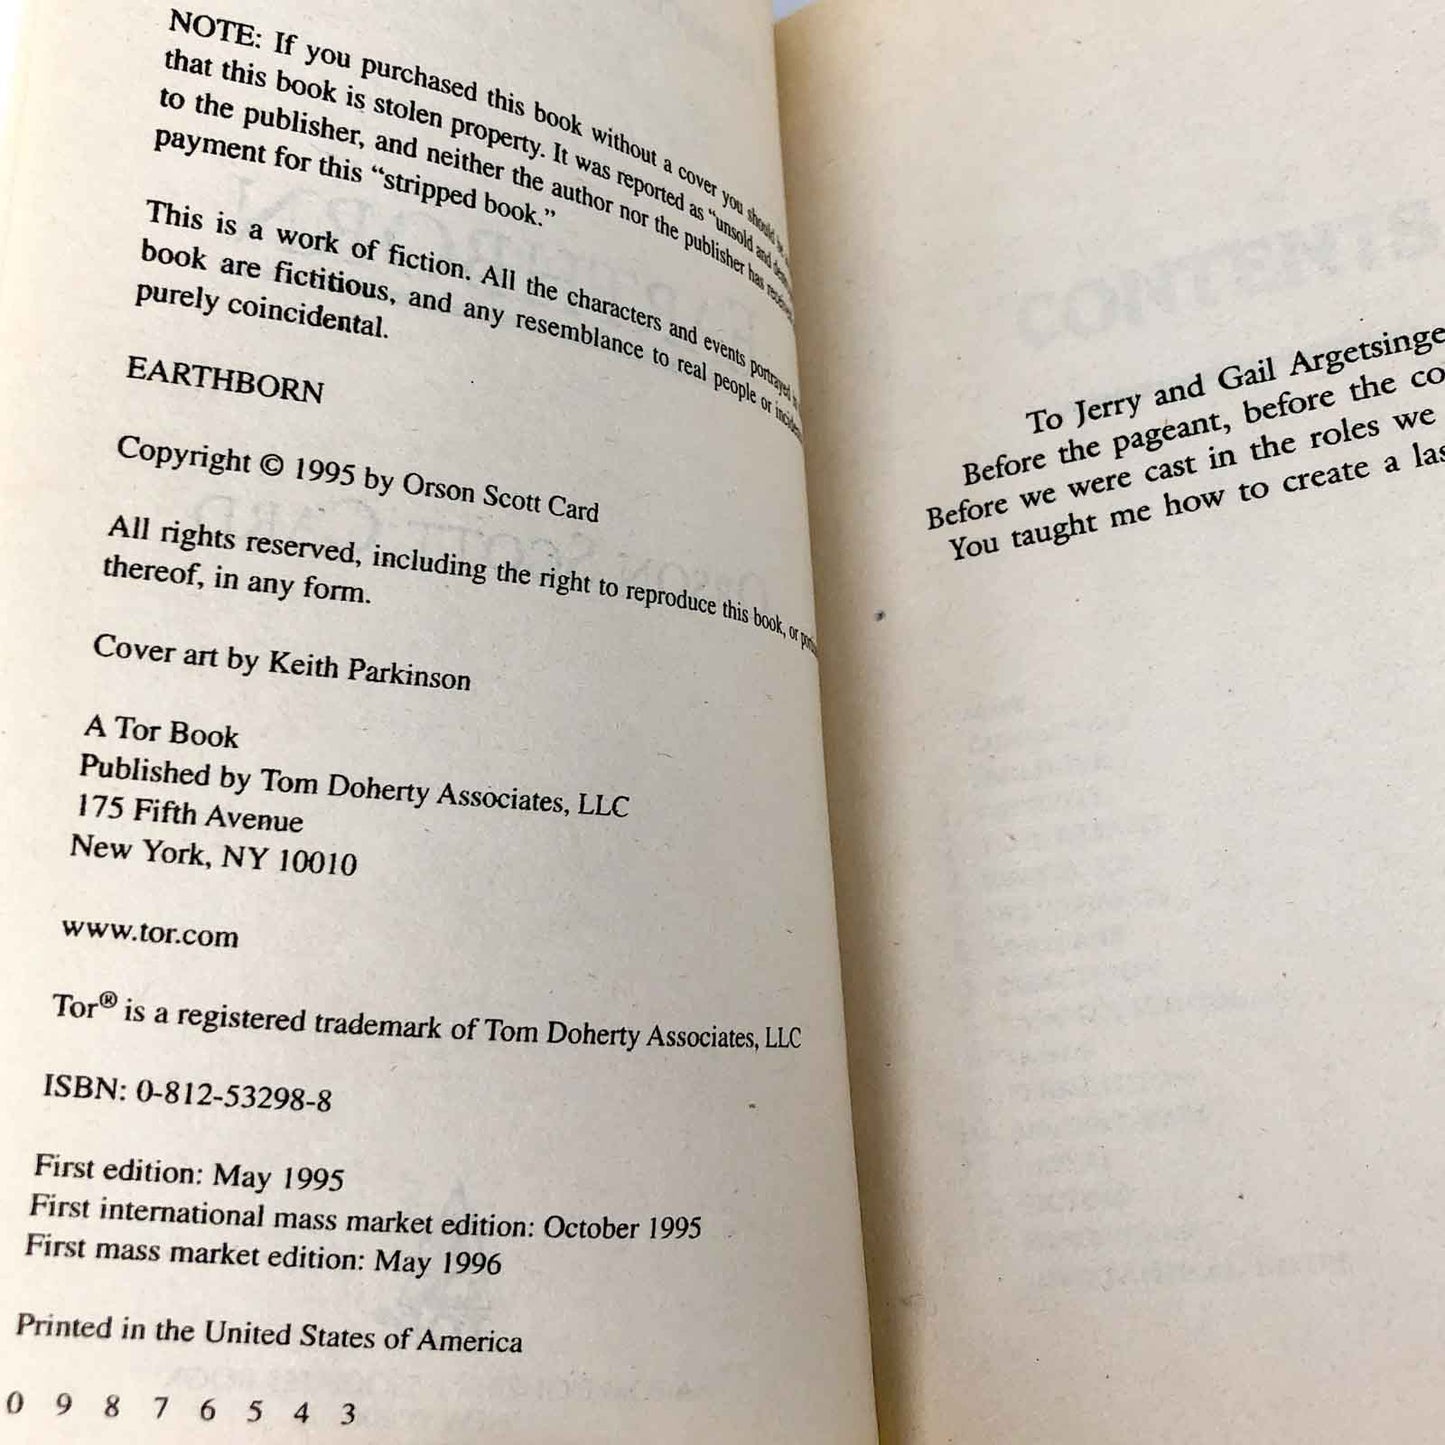 NOTE: If you purchased this book without a cover you should be
that this book is stolen property. It was reported as "unsold and
to the publisher, and neither the author nor the publisher has received
payment for this "stripped book."
This is a work of fiction. All the characters and events portrayed in
book are fictitious, and any resemblance to real people or
purely coincidental.
EARTHBORN
Copyright © 1995 by Orson Scott Card
All rights reserved, including the right to reproduce this book, or
thereof, in any form.
Cover art by Keith Parkinson
A Tor Book
Published by Tom Doherty Associates, LLC
175 Fifth Avenue
New York, NY 10010
www.tor.com
Tor® is a registered trademark of Tom Doherty Associates, LLC
ISBN: 0-812-53298-8
First edition: May 1995
First international mass market edition: October 1995
First mass market edition: May 1996
Printed in the United States of America
0 9 8 7 6 5 4 3
To Jerry and Gail Argetsinge
Before the pageant, before the co
Before we were cast in the roles we
You taught me how to create a las